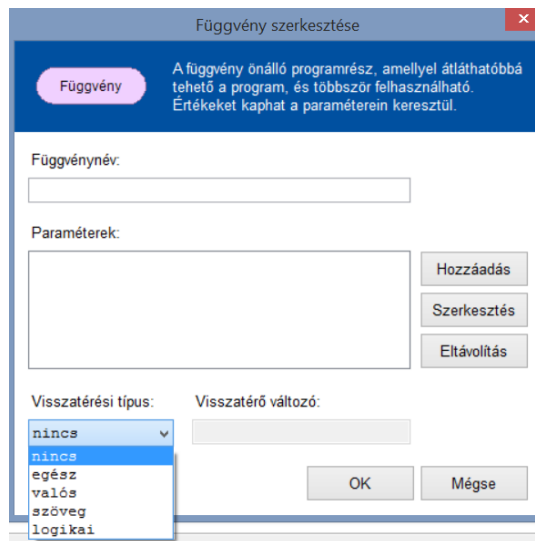 Függvény szerkesztése
Függvény
A függvény önálló programrész, amellyel átláthatóbbá
tehető a program, és többször felhasználható.
Értékeket kaphat a paraméterein keresztül.
Függvénynév:
Paraméterek:
Hozzáadás
Szerkesztés
Eltávolítás
Visszatérési típus:
Visszatérő változó:
nincs
nincs
egész
valós
szöveg
logikai
OK
Mégse